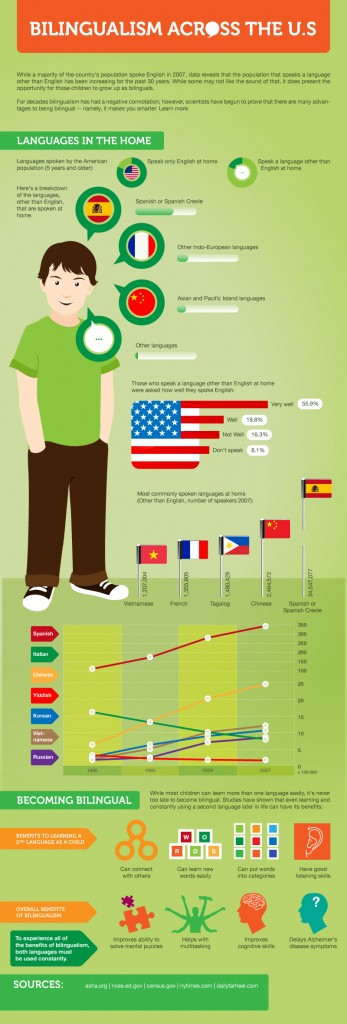 BILINGUALISM ACROSS THE U.S
While a majority of the country's population spoke English in 2007, data reveals that the population that speaks a language
other than English has been increasing for the past 30 years. While some may not like the sound of that, it does present the
opportunity for those children to grow up as bilinguals.
For decades bilingualism has had a negative connotation; however, scientists have begun to prove that there are many advan-
tages to being bilingual -- namely, it makes you smarter. Learn more.
LANGUAGES IN THE HOME
Languages spoken by the American
population (5 years and older):
Speak only English at home
Speak a language other than
English at home
Here's a breakdown
of the languages,
other than English,
that are spoken at
home.
Spanish or Spanish Creole
Other Indo-European languages
Asian and Pacific Island languages
Other languages
Those who speak a language other than English at home
were asked how well they spoke English:
Very well 55.9%
Well 19.8%
Not Well 16.3%
Don't speak 8.1%
Most commonly spoken languages at home
(Other than English, number of speakers 2007):
1,207,004
1,355,805
1,480,429
2,464,572
34,547,077
Vietnamese
French
Tagalog
Chinese
Spanish or
Spanish Creole
Spanish
Italian
Chinese
Yiddish
Korean
Viet-
namese
Russian
350
300
200
150
100
25
20
15
10
5
0
1980
1990
2000
2007
x 100 000
BECOMING BILINGUAL
While most children can learn more than one language easily, it's never
too late to become bilingual. Studies have shown that even learning and
constantly using a second language later in life can have its benefits.
BENEFITS TO LEARNING A
2ND LANGUAGE AS A CHILD
W O
R D S
Can connect
with others
Can learn new
words easily
Can put words
into categories
Have good
listening skills
OVERALL BENEFITS
OF BILINGUALISM
To experience all
of the benefits of bilingualism,
both languages must
be used constantly.
Improves ability to
solve mental puzzles
Helps with
multitasking
Improves
cognitive skills
?
Delays Alzheimer's
disease symptoms
SOURCES:
asha.org | nces.ed.gov | census.gov | nytimes.com | dailytarheel.com